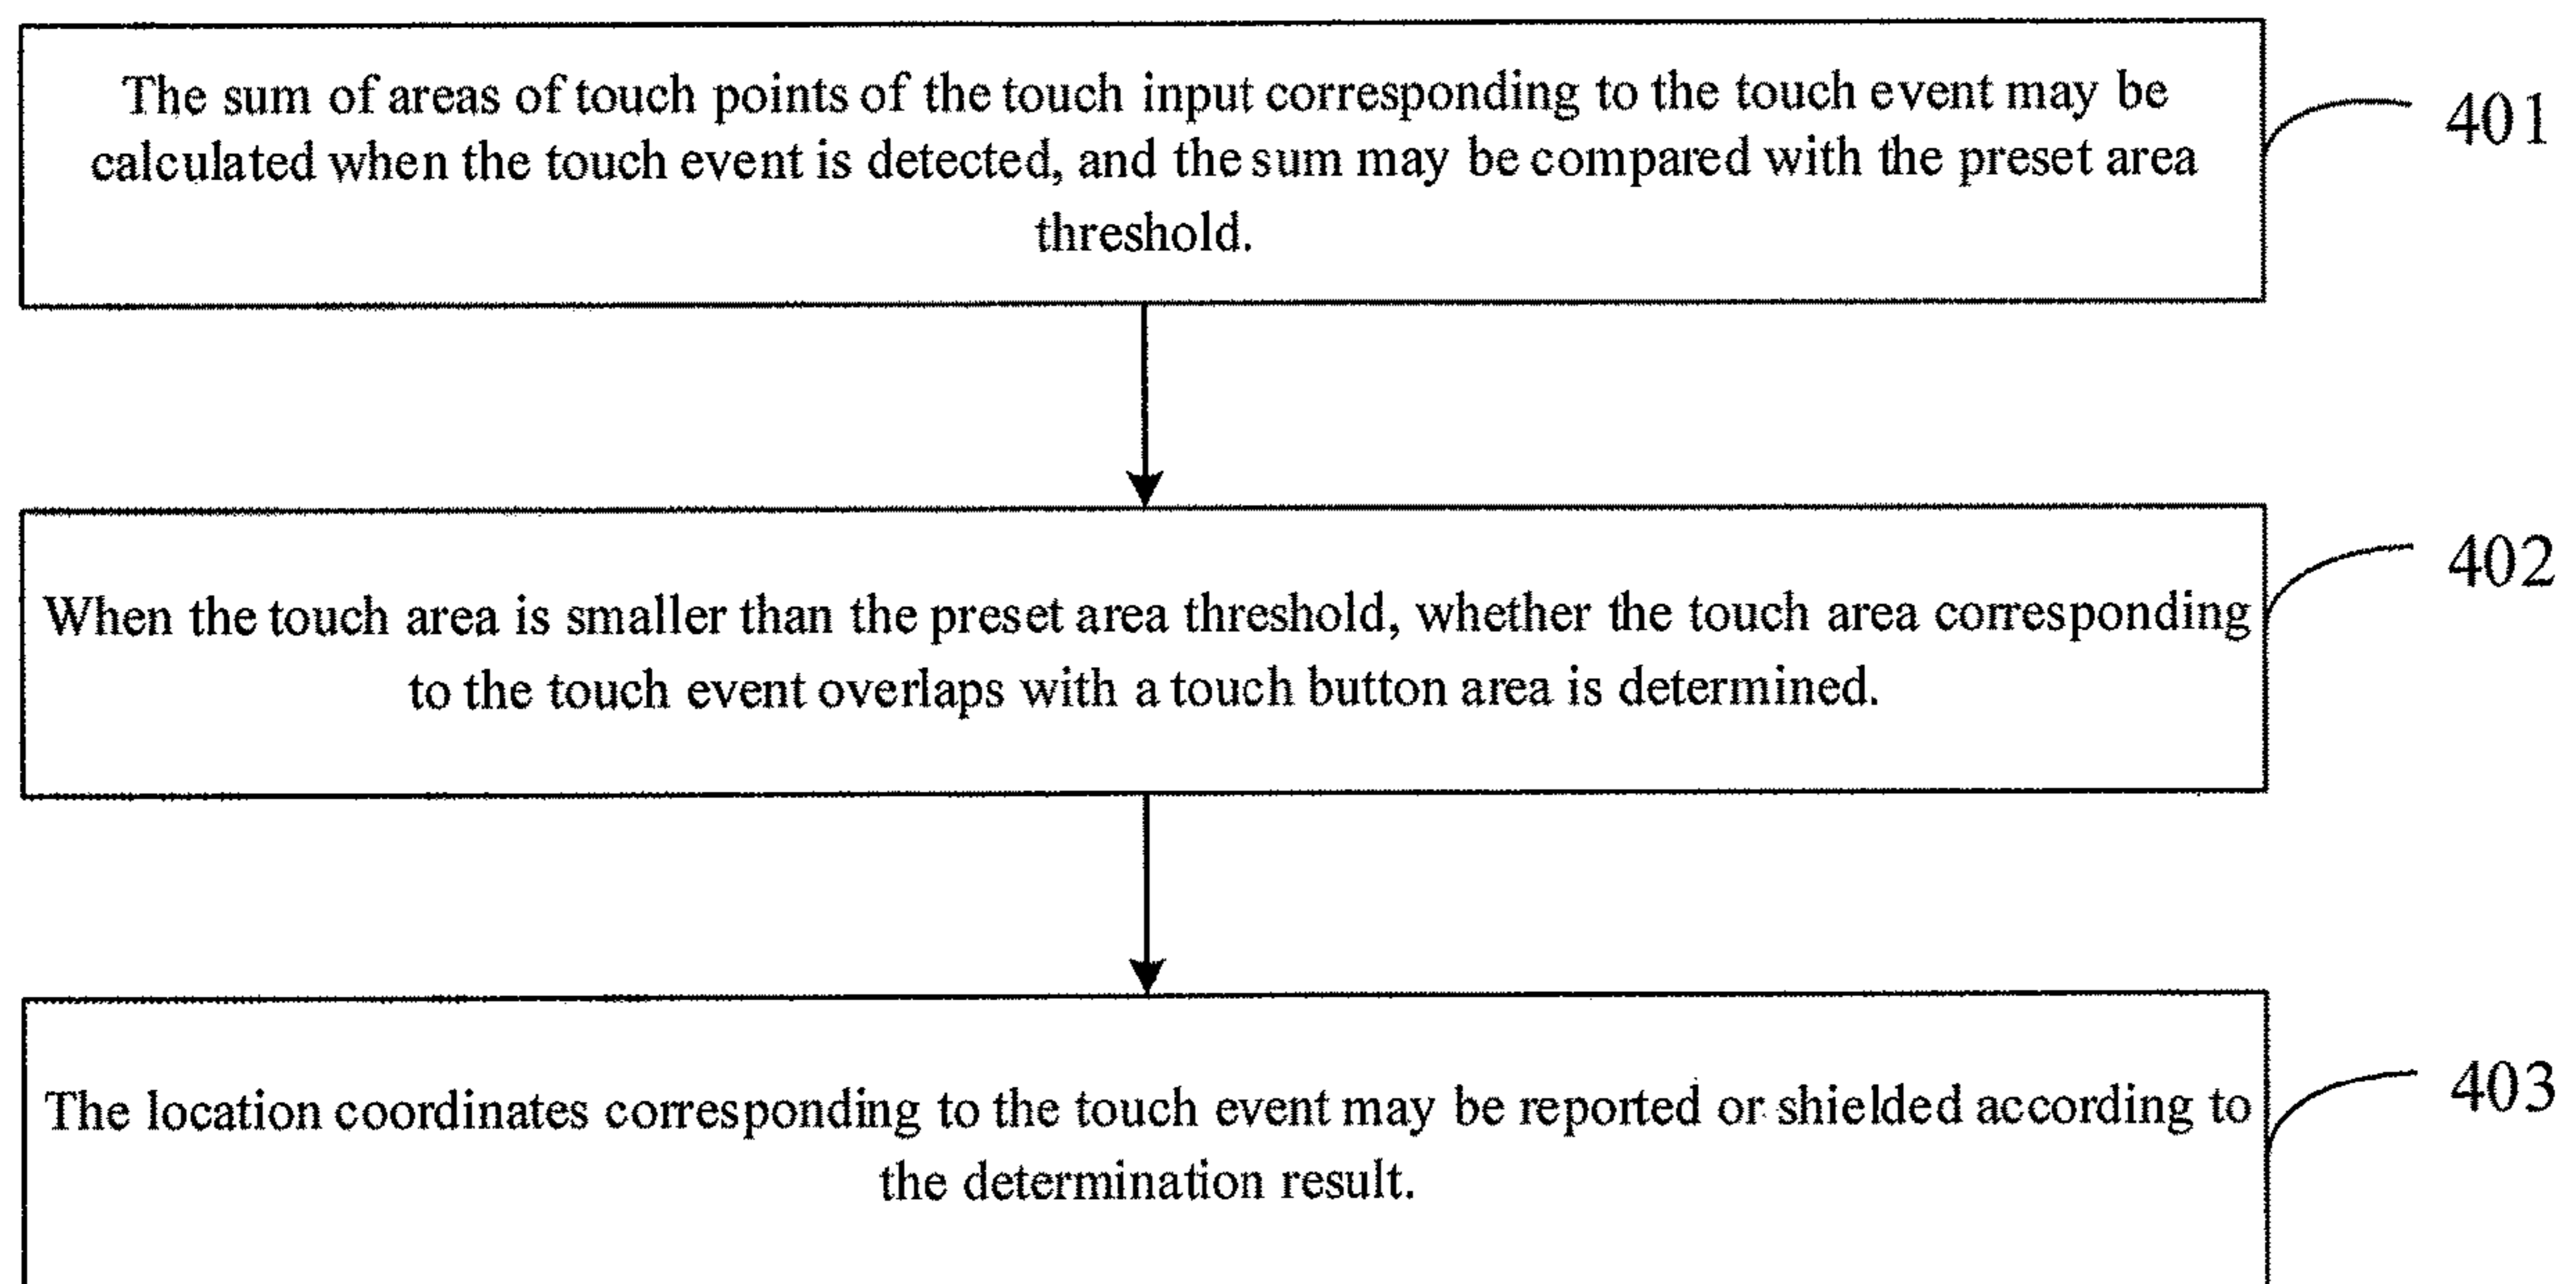 The sum of areas of touch points of the touch input corresponding to the touch event may be
calculated when the touch event is detected, and the sum may be compared with the preset area
threshold.
401
When the touch area is smaller than the preset area threshold, whether the touch area corresponding
to the touch event overlaps with a touch button area is determined.
402
The location coordinates corresponding to the touch event may be reported or shielded according to
the determination result.
403